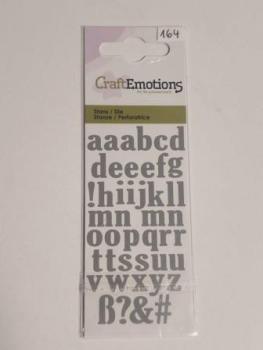 164
CraftEmotions
Stans / Die
Stanze / Perforatrice
aaabcd
deeefg
!hiijkll
mn mn
oopqrr
ttssuu
vwxyz
ß?&#